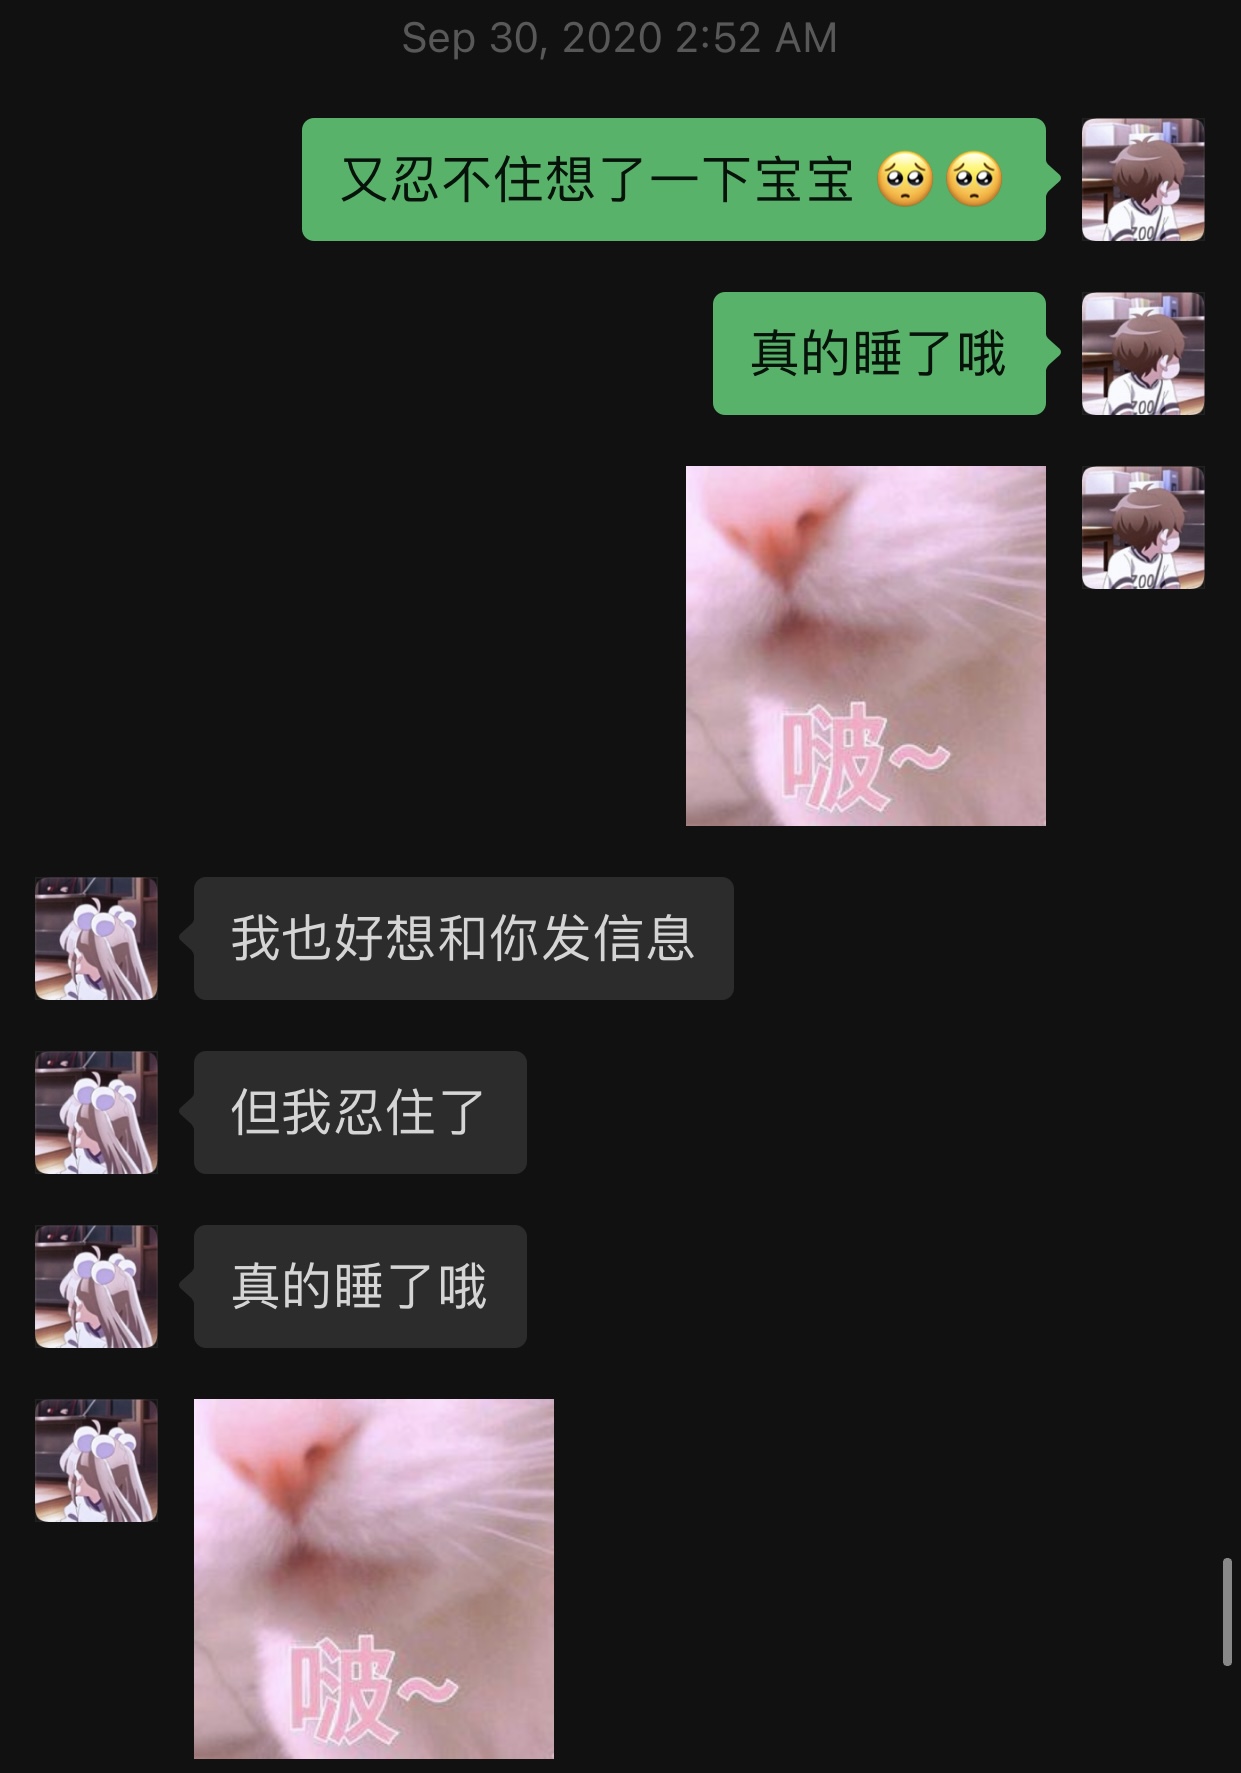 Sep 30, 2020 2:52 AM
又忍不住想了一下宝宝 🥺🥺
真的睡了哦
啵~
我也好想和你发信息
但我忍住了
真的睡了哦
啵~